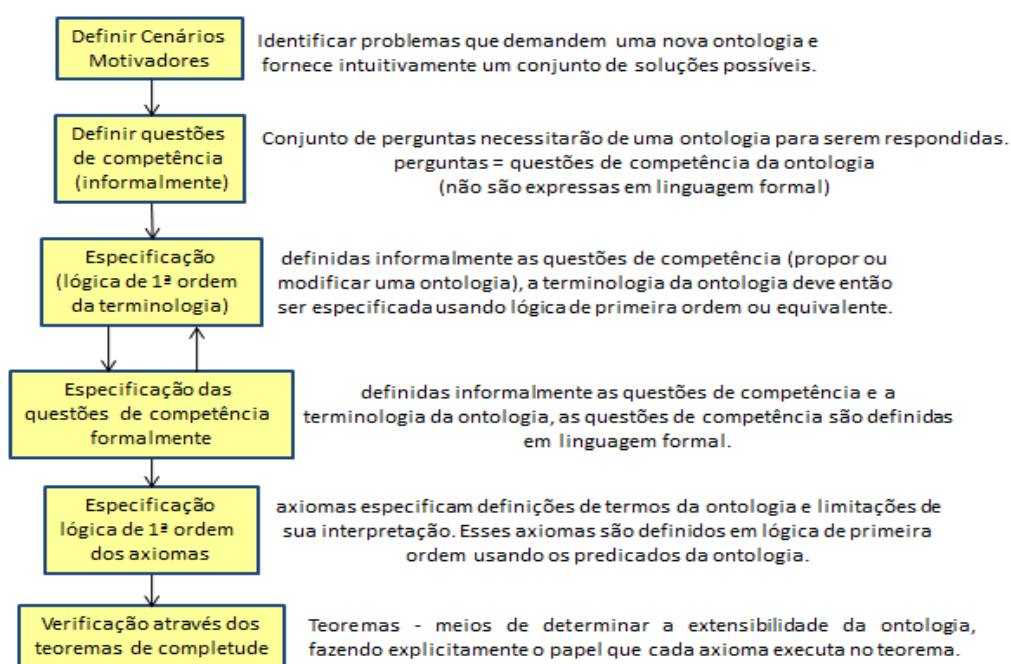 Definir Cenários
Motivadores
Identificar problemas que demandem uma nova ontologia e
fornece intuitivamente um conjunto de soluções possíveis.
Definir questões
de competência
(informalmente)
Conjunto de perguntas necessitarão de uma ontologia para serem respondidas.
perguntas = questões de competência da ontologia
(não são expressas em linguagem formal)
Especificação
(lógica de 1ª ordem
da terminologia)
definidas informalmente as questões de competência (propor ou
modificar uma ontologia), a terminologia da ontologia deve então
ser especificada usando lógica de primeira ordem ou equivalente.
Especificação das
questões de competência
formalmente
definidas informalmente as questões de competência e a
terminologia da ontologia, as questões de competência são definidas
em linguagem formal.
Especificação
lógica de 1ª ordem
dos axiomas
axiomas especificam definições de termos da ontologia e limitações de
sua interpretação. Esses axiomas são definidos em lógica de primeira
ordem usando os predicados da ontologia.
Verificação através dos
teoremas de completude
Teoremas - meios de determinar a extensibilidade da ontologia,
fazendo explicitamente o papel que cada axioma executa no teorema.